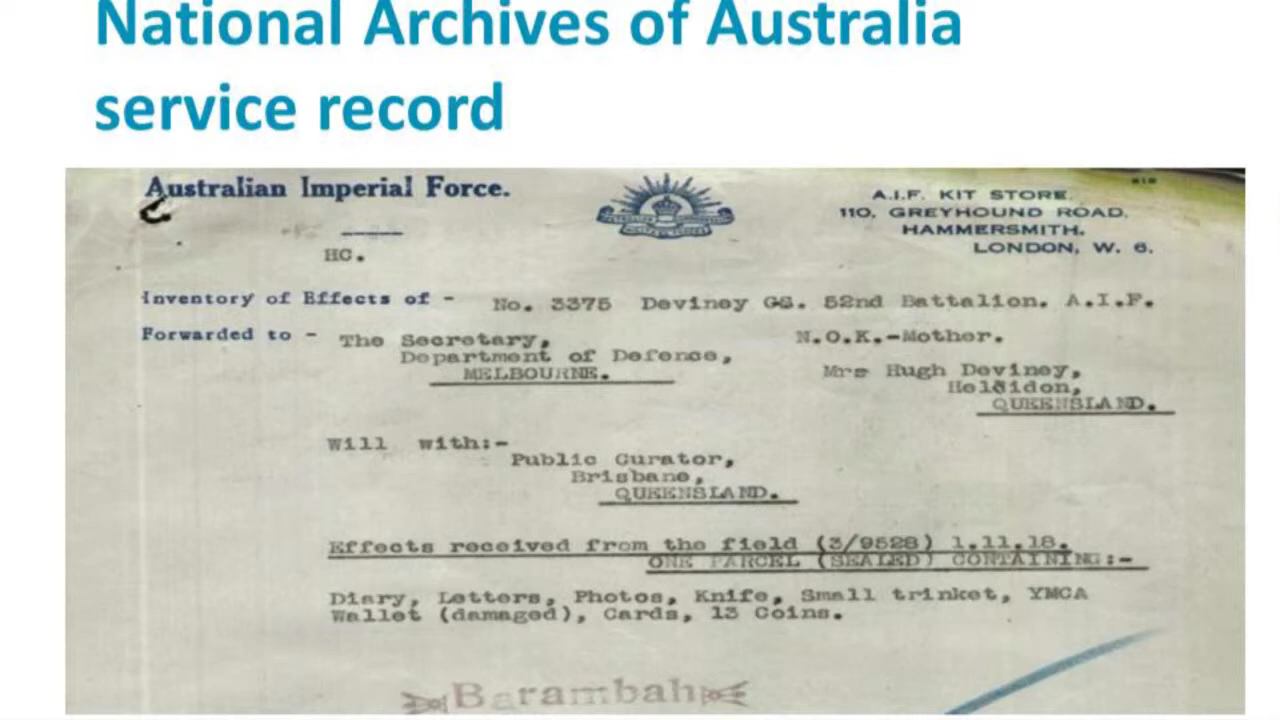 National Archives of Australia
service record
Australian Imperial Force.
A.I.F. KIT STORE.
110, GREYHOUND ROAD,
HAMMERSMITH,
LONDON, W. 6.
HC.
Inventory of Effects of - No. 3375 Deviney GS. 52nd Battalion. A.I.F.
Forwarded to - The Secretary,
Department of Defence,
MELBOURNE.
N.O.K.-Mother.
Mrs Hugh Deviney,
Helidon,
QUEENSLAND.
Will with:-
Public Curator,
Brisbane,
QUEENSLAND.
Effects received from the field (3/9528) 1.11.18.
ONE PARCEL (SEALED) CONTAINING:-
Diary, Letters, Photos, Knife, Small trinket, YMCA
Wallet (damaged), Cards, 13 Coins.
Barambah